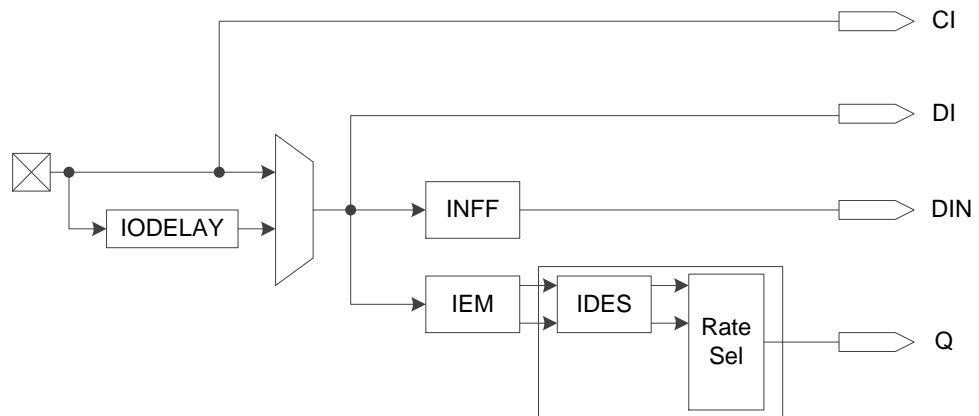 CI
DI
IODELAY
INFF
DIN
IEM
IDES
Rate
Sel
Q